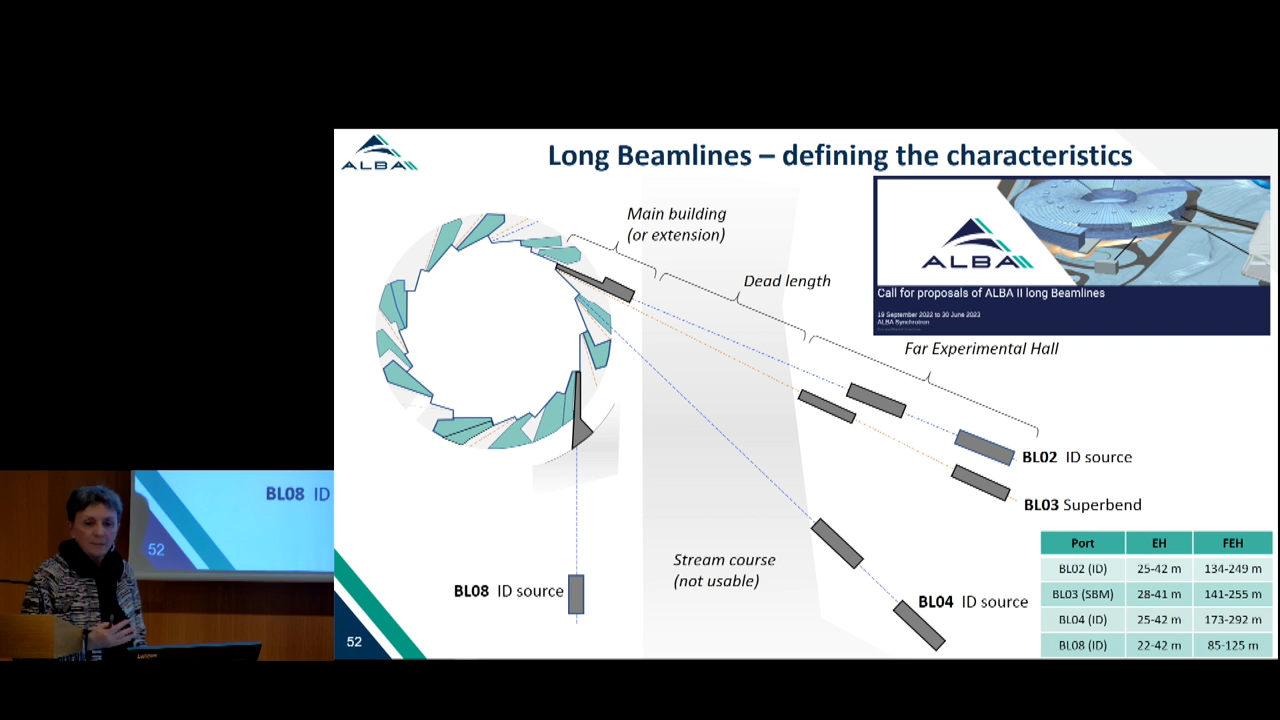 ALBA
Long Beamlines – defining the characteristics
Main building
(or extension)
Dead length
ALBA
Call for proposals of ALBA II long Beamlines
19 September 2022 to 30 June 2023
ALBA Synchrotron
Far Experimental Hall
BL02 ID source
BL03 Superbend
Stream course
(not usable)
BL08 ID source
BL04 ID source
Port EH FEH
BL02 (ID) 25-42 m 134-249 m
BL03 (SBM) 28-41 m 141-255 m
BL04 (ID) 25-42 m 173-292 m
BL08 (ID) 22-42 m 85-125 m
52
BL08 ID
52
Lenovo